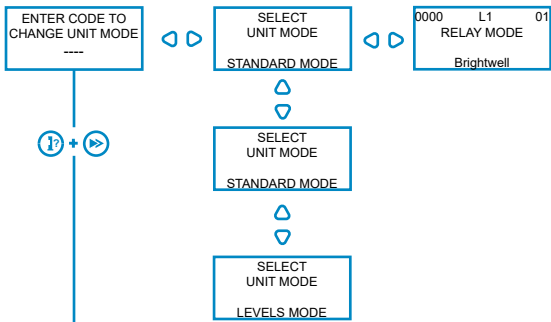 ENTER CODE TO
CHANGE UNIT MODE
----
SELECT
UNIT MODE
STANDARD MODE
0000 L1 01
RELAY MODE
Brightwell
1? +
SELECT
UNIT MODE
STANDARD MODE
SELECT
UNIT MODE
LEVELS MODE